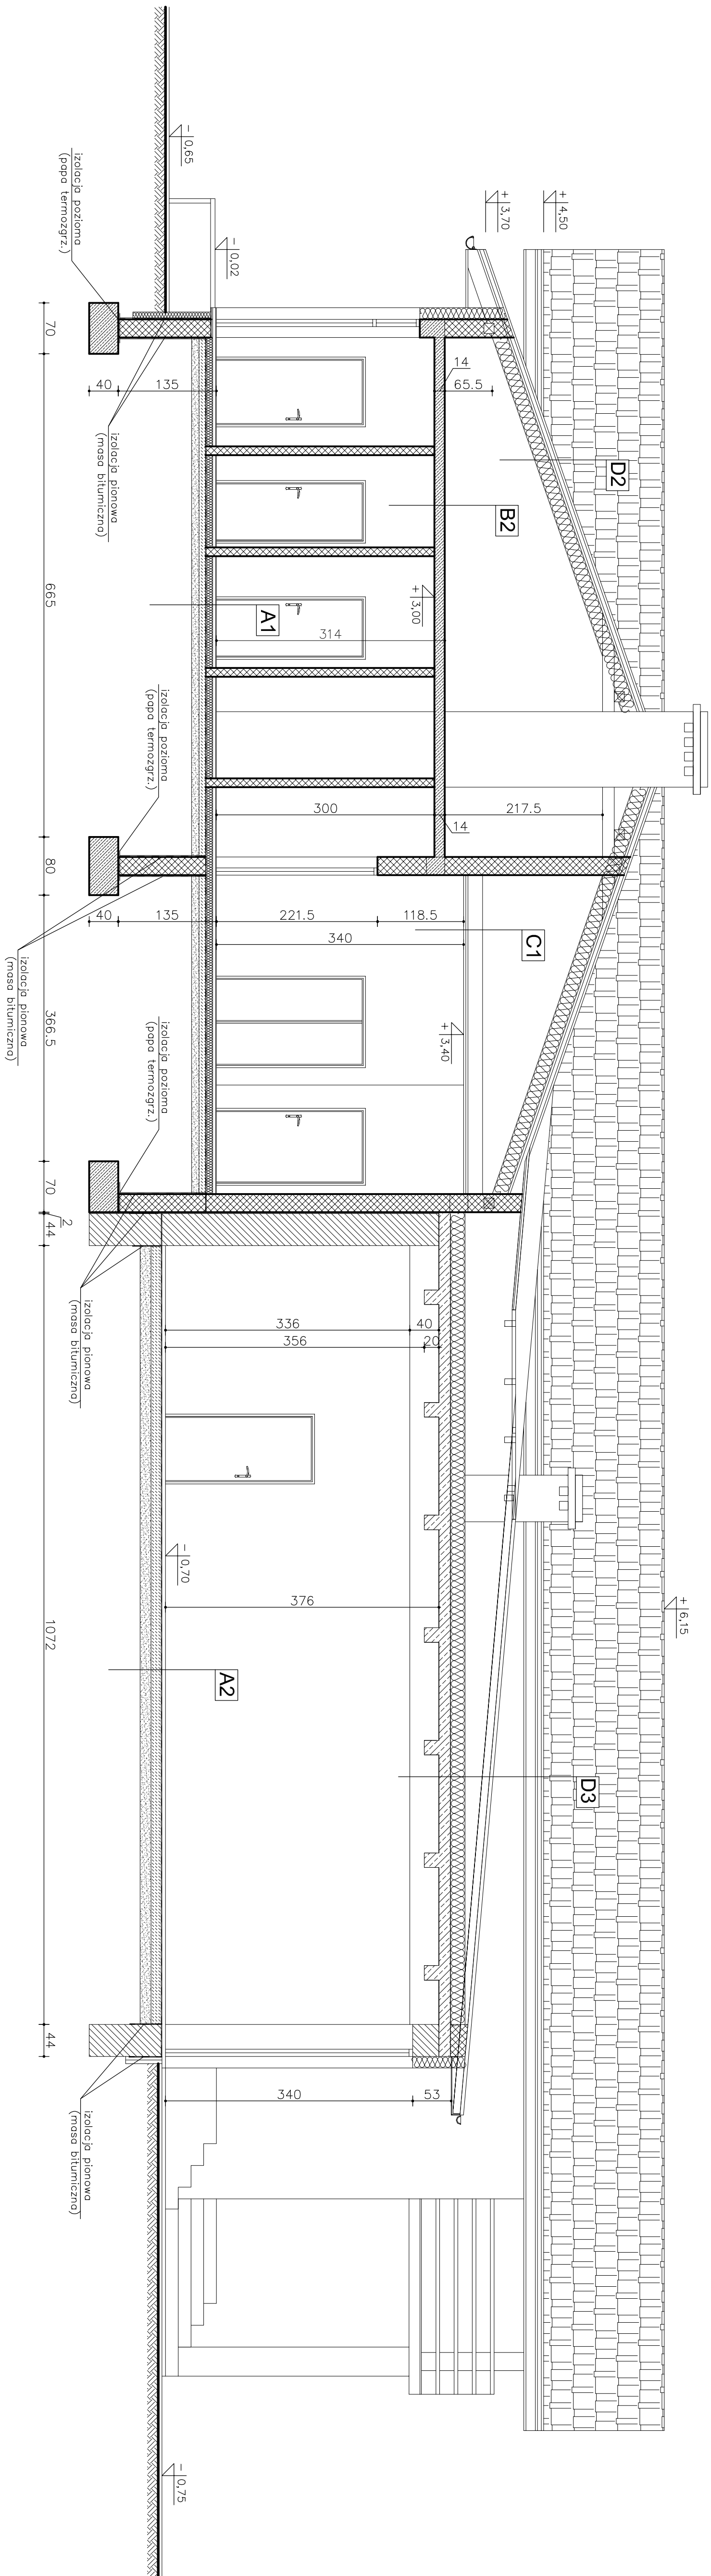 - 0,65
- 0,02
+ 3,70
+ 4,50
izolacja pozioma
(papa termozgrz.)
70
40
135
izolacja pionowa
(masa bitumiczna)
14
65.5
D2
B2
665
A1
314
+ 3,00
izolacja pozioma
(papa termozgrz.)
300
14
217.5
80
40
135
221.5
118.5
340
C1
izolacja pionowa
(masa bitumiczna)
366.5
izolacja pozioma
(papa termozgrz.)
+ 3,40
70
2
44
izolacja pionowa
(masa bitumiczna)
336
40
356
20
- 0,70
376
+ 6,15
1072
A2
D3
44
izolacja pionowa
(masa bitumiczna)
340
53
- 0,75